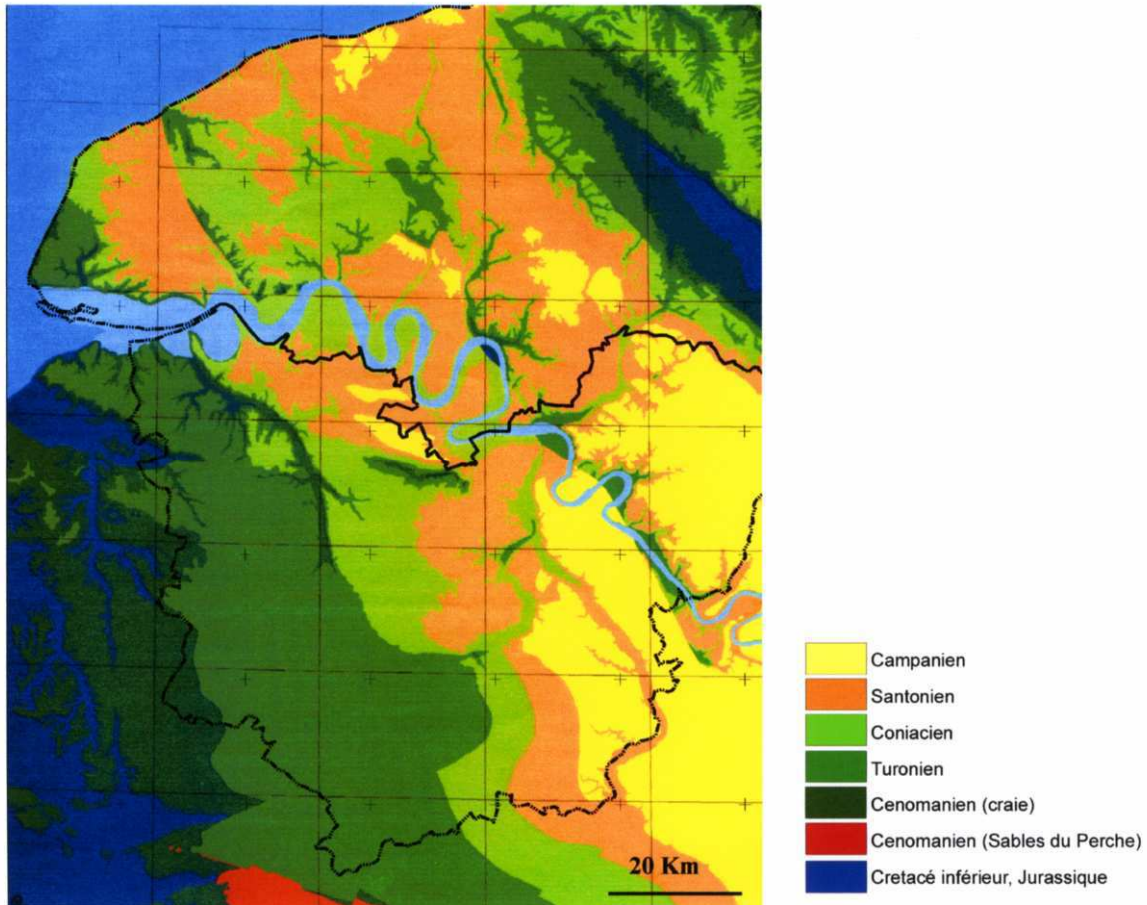 Campanien
Santonien
Coniacien
Turonien
Cenomanien (craie)
Cenomanien (Sables du Perche)
Cretacé inférieur, Jurassique
20 Km